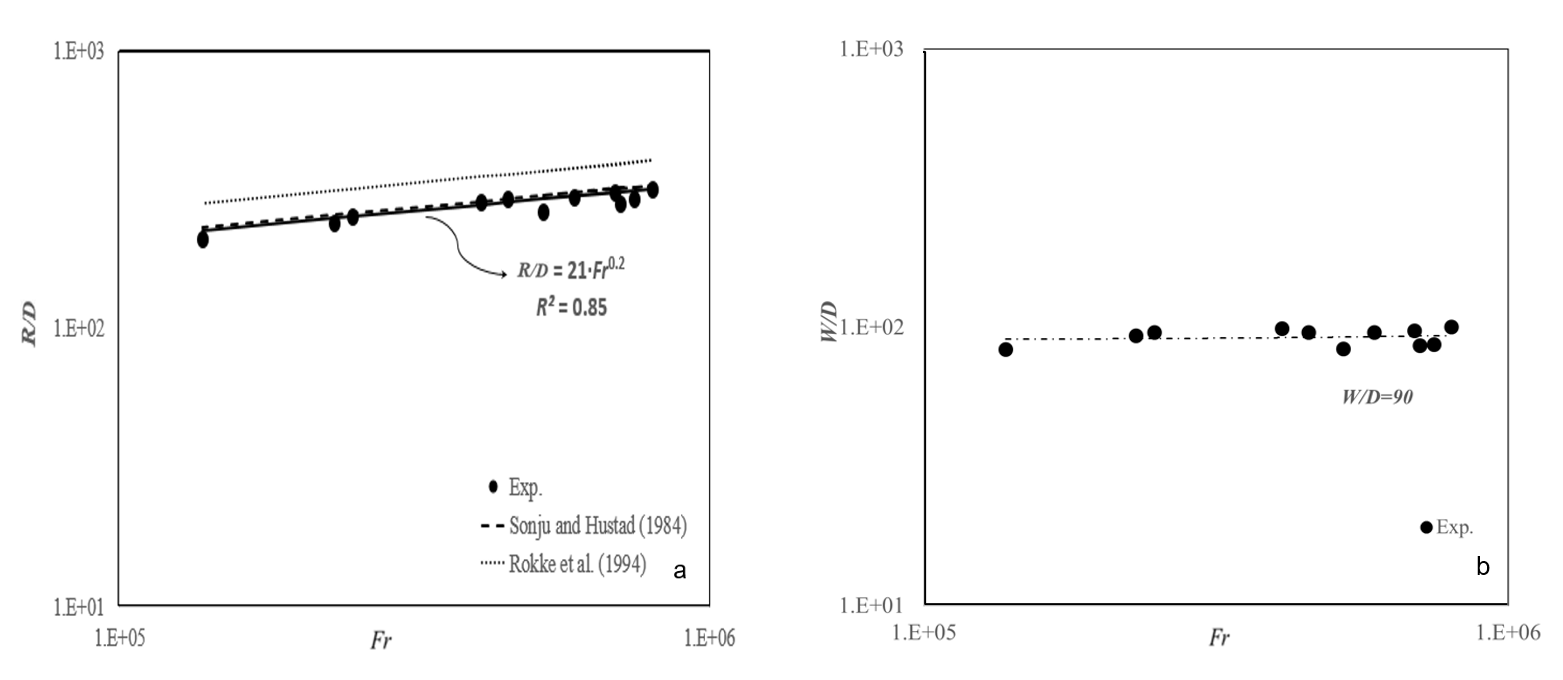 1.E+03
R/D
1.E+02
R/D = 21·Fr^0.2
R² = 0.85
Exp.
Sonju and Hustad (1984)
Rokke et al. (1994)
a
1.E+01
1.E+05
Fr
1.E+06
1.E+03
W/D
1.E+02
W/D=90
Exp.
b
1.E+01
1.E+05
Fr
1.E+06